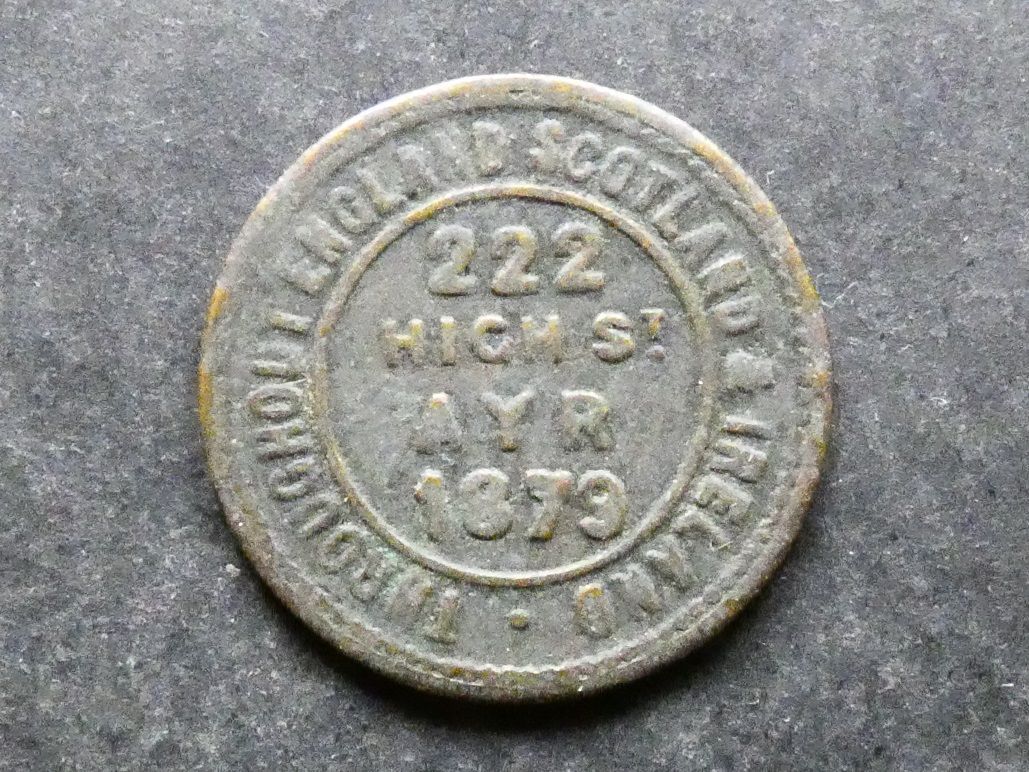 THROUGHOUT ENGLAND SCOTLAND & IRELAND ·
222
HIGH ST.
AYR
1879